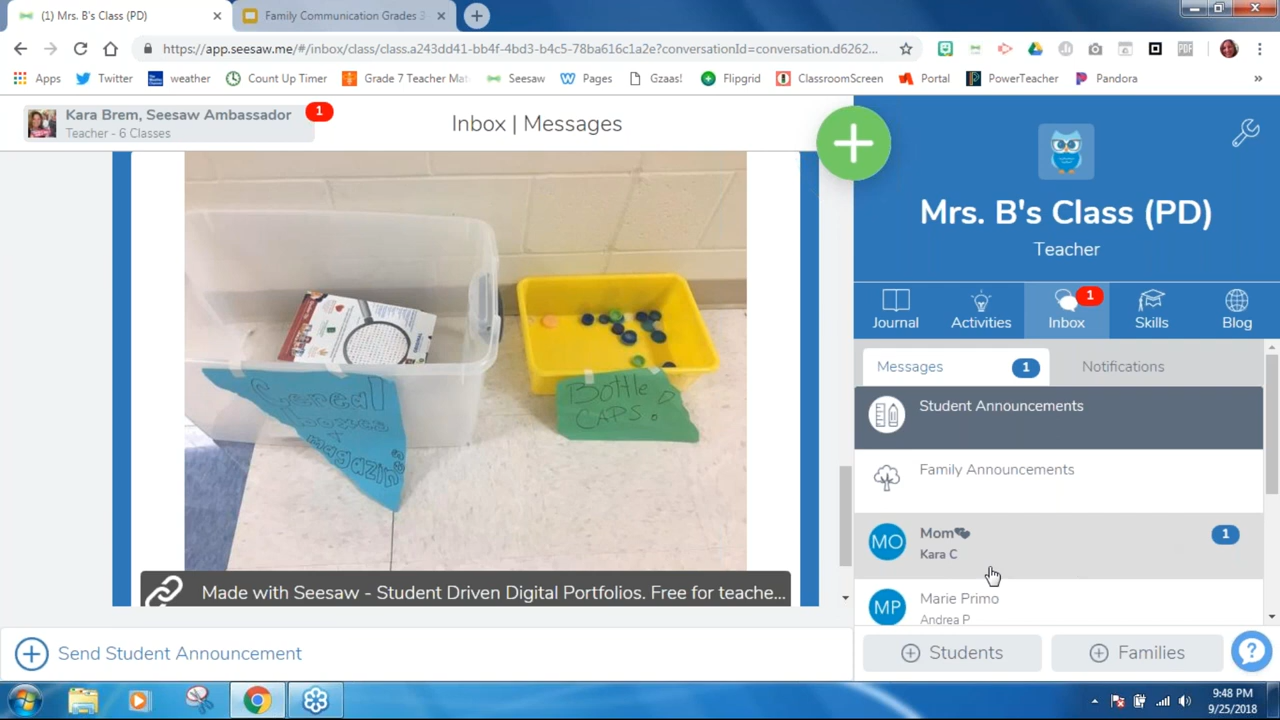 (1) Mrs. B's Class (PD)
Family Communication Grades 3
https://app.seesaw.me/#/inbox/class/class.a243dd41-bb4f-4bd3-b4c5-78ba616c1a2e?conversationId=conversation.d6262...
Apps
Twitter
weather
Count Up Timer
Grade 7 Teacher Mat
Seesaw
Pages
Gzaas!
Flipgrid
ClassroomScreen
Portal
PowerTeacher
Pandora
»
Kara Brem, Seesaw Ambassador
1
Teacher - 6 Classes
Inbox | Messages
Mrs. B's Class (PD)
Teacher
Journal
Activities
Inbox
1
Skills
Blog
Messages
1
Notifications
Student Announcements
Family Announcements
MO
Mom
Kara C
1
MP
Marie Primo
Andrea P
Cereal
boxes
+
magazines
Bottle
CAPS!
Made with Seesaw - Student Driven Digital Portfolios. Free for teache...
Send Student Announcement
Students
Families
?
9:48 PM
9/25/2018